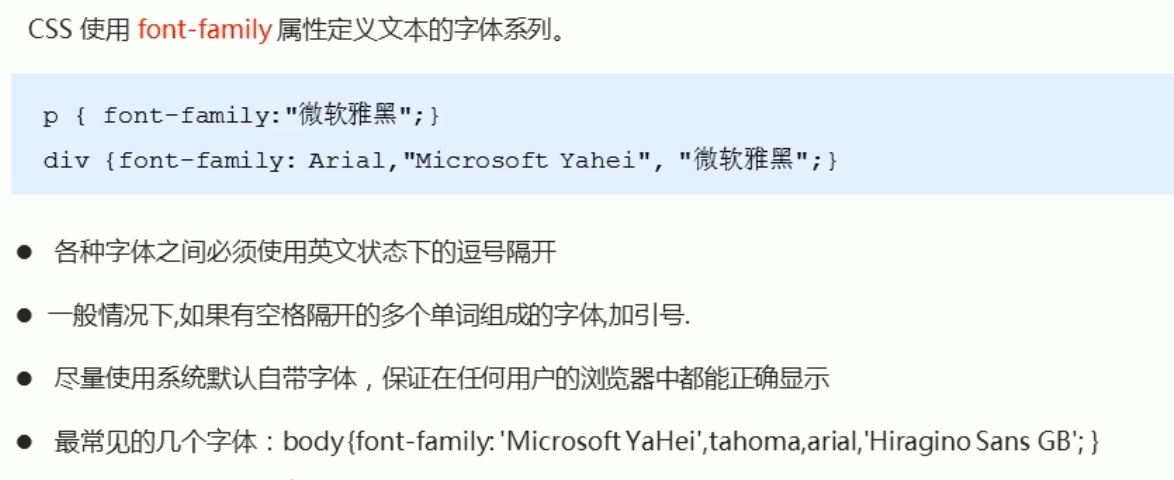 CSS 使用 font-family 属性定义文本的字体系列。
p { font-family:"微软雅黑";}
div {font-family: Arial,"Microsoft Yahei", "微软雅黑";}
● 各种字体之间必须使用英文状态下的逗号隔开
● 一般情况下,如果有空格隔开的多个单词组成的字体,加引号.
● 尽量使用系统默认自带字体，保证在任何用户的浏览器中都能正确显示
● 最常见的几个字体：body{font-family: 'Microsoft YaHei',tahoma,arial,'Hiragino Sans GB'; }